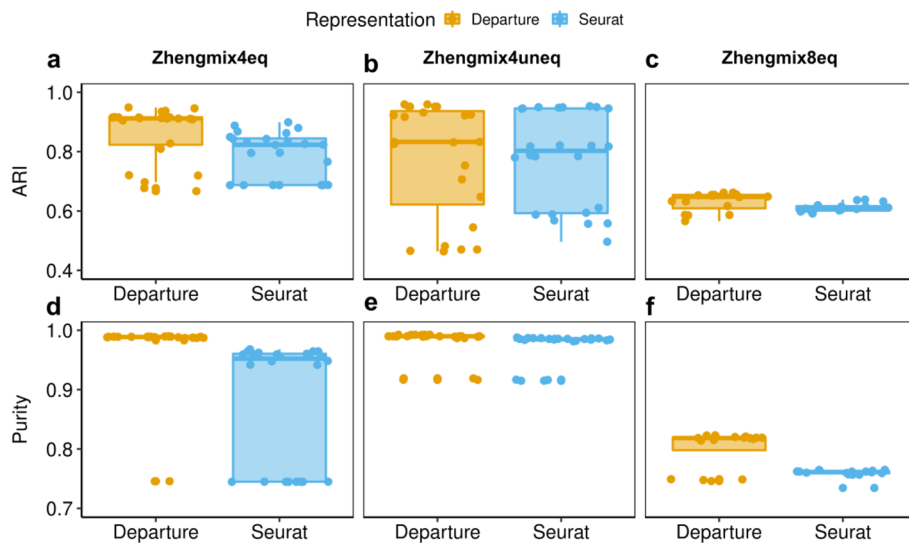 Representation Departure Seurat
a Zhengmix4eq b Zhengmix4uneq c Zhengmix8eq
ARI
1.0
0.8
0.6
0.4
Departure Seurat Departure Seurat Departure Seurat
d e f
Purity
1.0
0.9
0.8
0.7
Departure Seurat Departure Seurat Departure Seurat